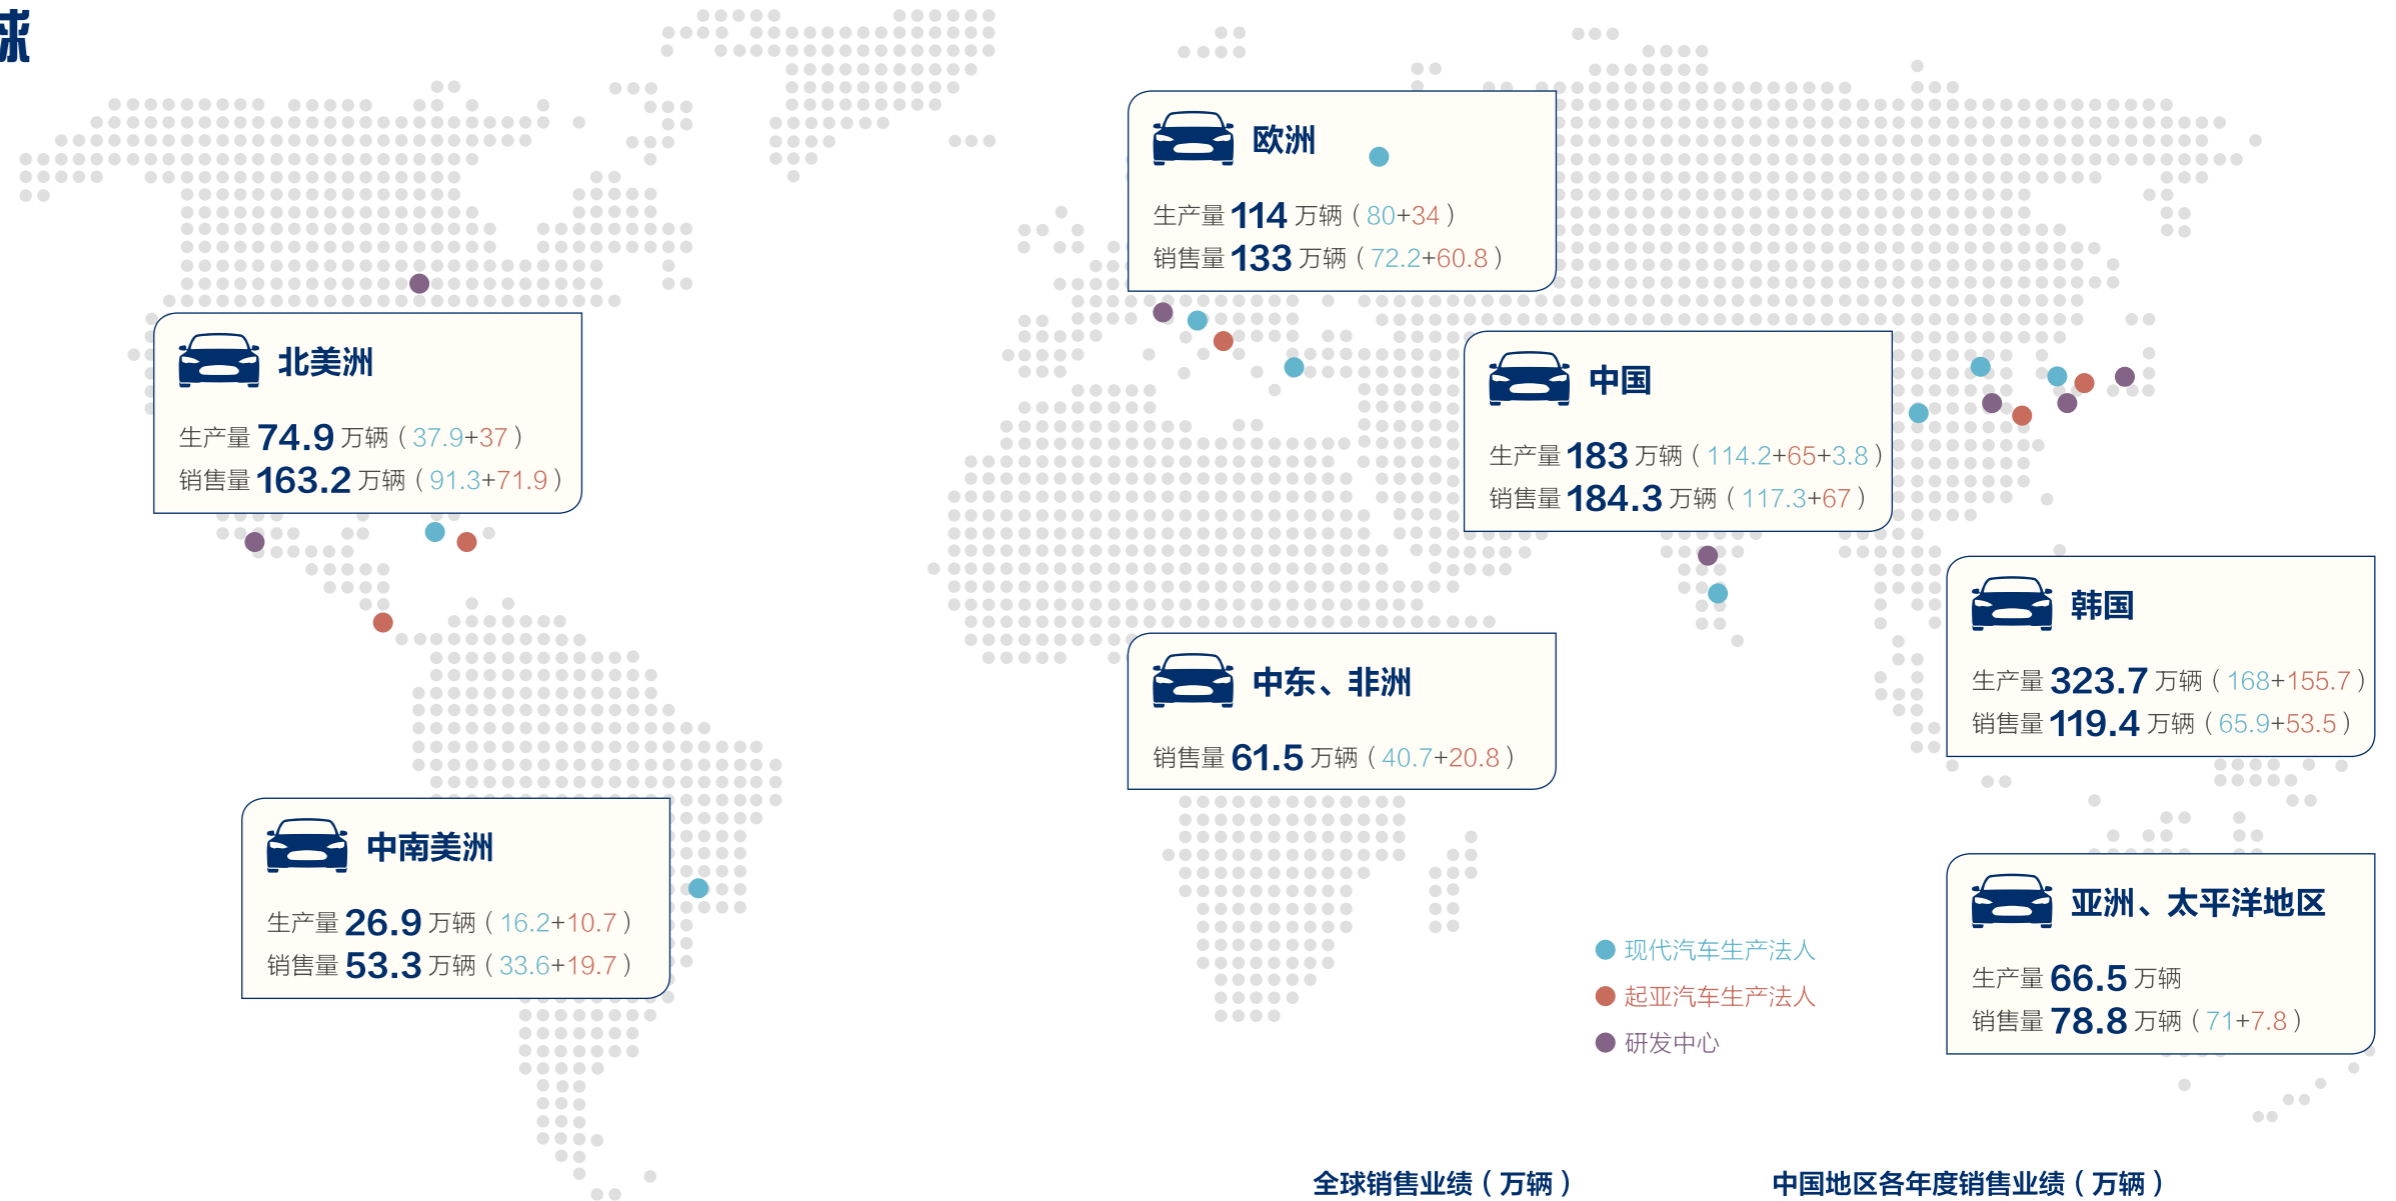 球
欧洲
生产量 114 万辆（80+34）
销售量 133 万辆（72.2+60.8）
北美洲
生产量 74.9 万辆（37.9+37）
销售量 163.2 万辆（91.3+71.9）
中国
生产量 183 万辆（114.2+65+3.8）
销售量 184.3 万辆（117.3+67）
韩国
生产量 323.7 万辆（168+155.7）
销售量 119.4 万辆（65.9+53.5）
中东、非洲
销售量 61.5 万辆（40.7+20.8）
中南美洲
生产量 26.9 万辆（16.2+10.7）
销售量 53.3 万辆（33.6+19.7）
亚洲、太平洋地区
生产量 66.5 万辆
销售量 78.8 万辆（71+7.8）
现代汽车生产法人
起亚汽车生产法人
研发中心
全球销售业绩（万辆）
中国地区各年度销售业绩（万辆）